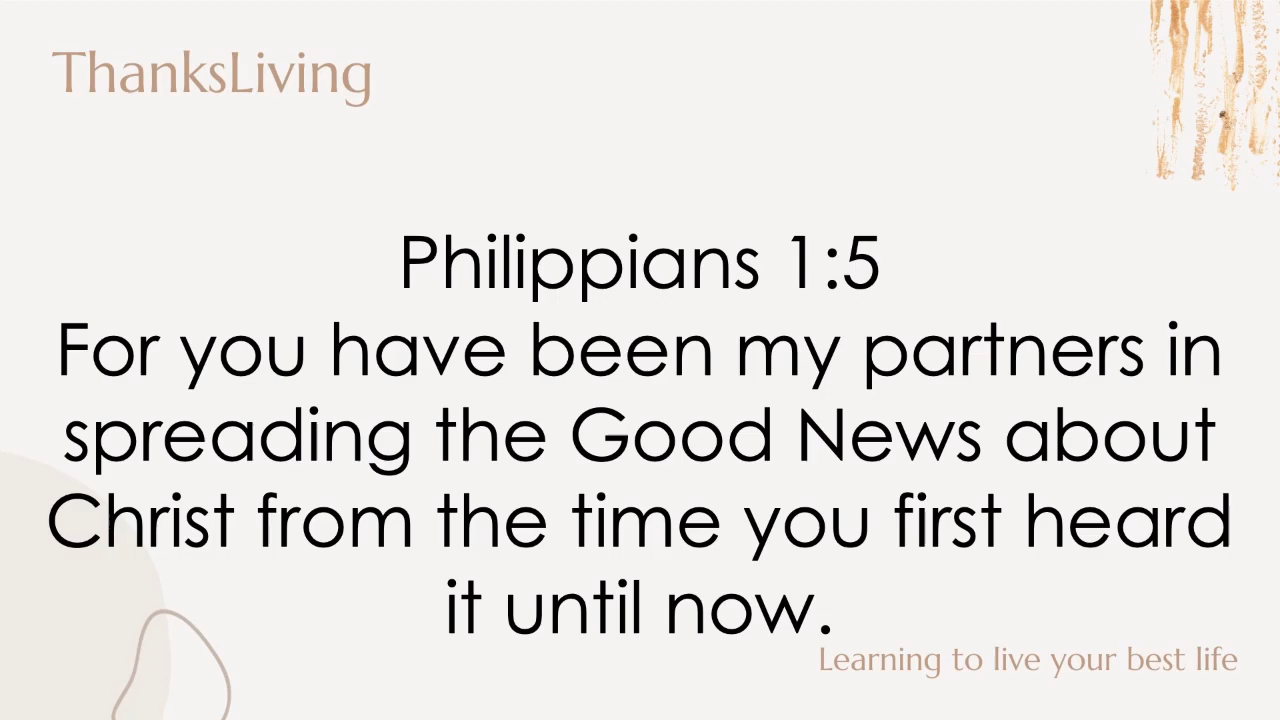 ThanksLiving
Philippians 1:5
For you have been my partners in
spreading the Good News about
Christ from the time you first heard
it until now.
Learning to live your best life